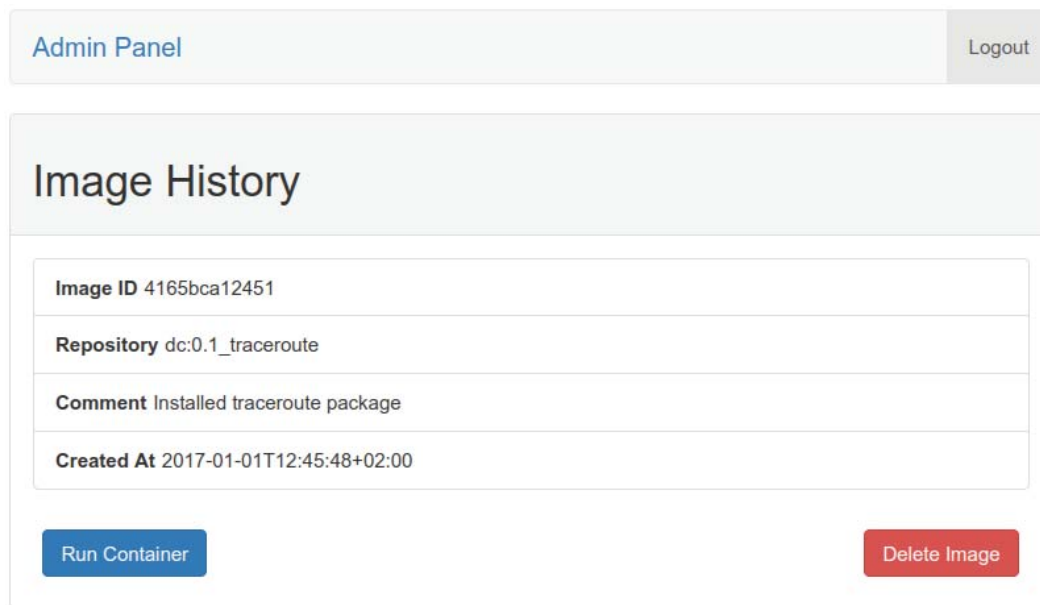 Admin Panel
Logout
Image History
Image ID 4165bca12451
Repository dc:0.1_traceroute
Comment Installed traceroute package
Created At 2017-01-01T12:45:48+02:00
Run Container
Delete Image